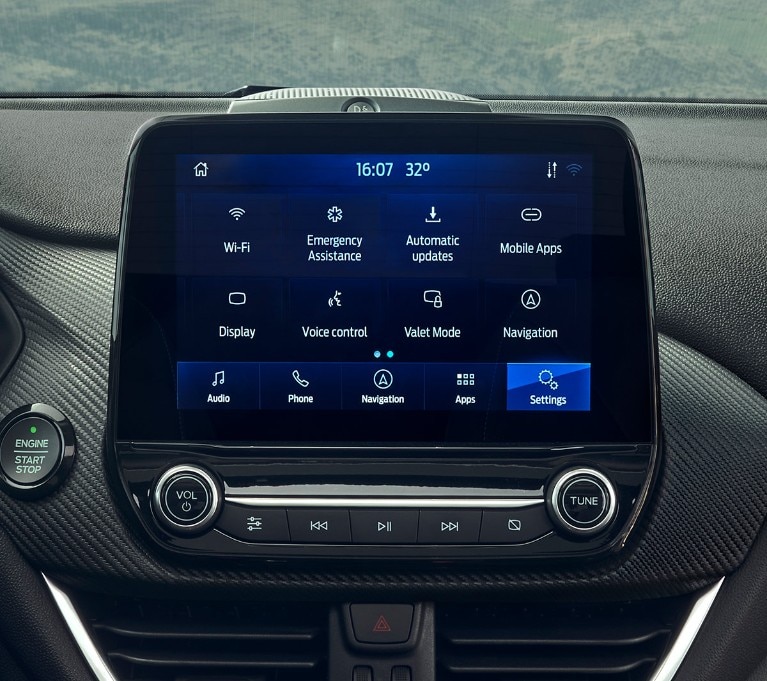 B&
16:07 32º
Wi-Fi
Emergency
Assistance
Automatic
updates
Mobile Apps
Display
Voice control
Valet Mode
Navigation
Audio
Phone
Navigation
Apps
Settings
ENGINE
START
STOP
VOL
TUNE